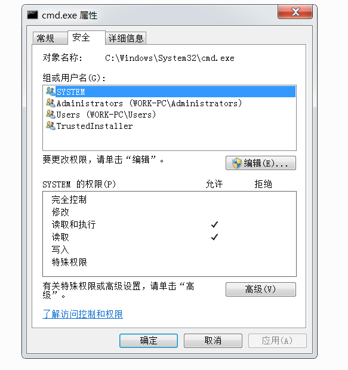 cmd.exe 属性
常规 安全 详细信息
对象名称: C:\Windows\System32\cmd.exe
组或用户名(G):
SYSTEM
Administrators (WORK-PC\Administrators)
Users (WORK-PC\Users)
TrustedInstaller
要更改权限，请单击“编辑”。 编辑(E)...
SYSTEM 的权限(P) 允许 拒绝
完全控制
修改
读取和执行
读取
写入
特殊权限
有关特殊权限或高级设置，请单击“高
级”。 高级(V)
了解访问控制和权限
确定 取消 应用(A)